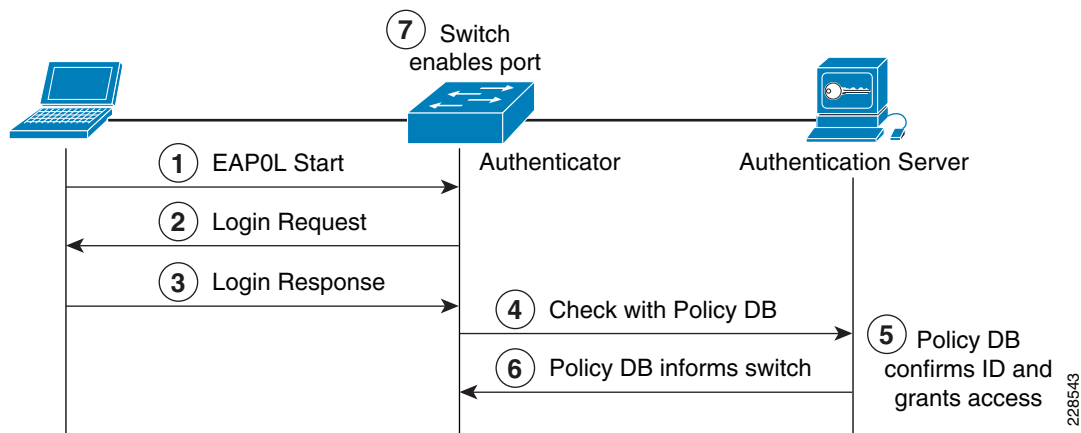 7 Switch
enables port
Authenticator
Authentication Server
1 EAP0L Start
2 Login Request
3 Login Response
4 Check with Policy DB
5 Policy DB
confirms ID and
grants access
6 Policy DB informs switch
228543